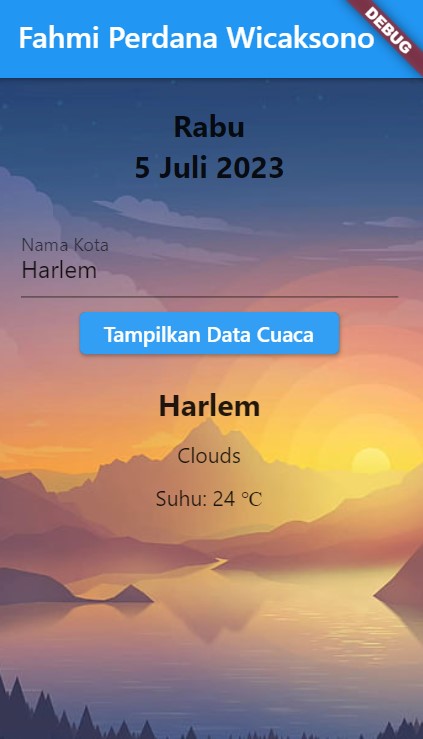 Fahmi Perdana Wicaksono
DEBUG
Rabu
5 Juli 2023
Nama Kota
Harlem
Tampilkan Data Cuaca
Harlem
Clouds
Suhu: 24 ℃